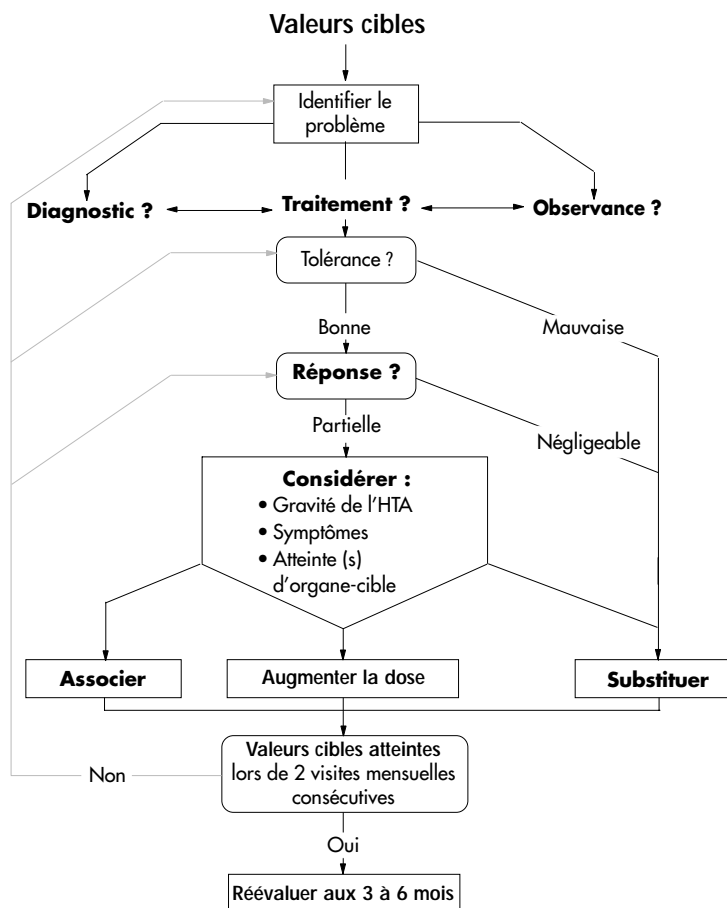 Valeurs cibles
Identifier le
problème
Diagnostic ?
Traitement ?
Observance ?
Tolérance ?
Bonne
Mauvaise
Réponse ?
Partielle
Négligeable
Considérer :
• Gravité de l'HTA
• Symptômes
• Atteinte (s)
d'organe-cible
Associer
Augmenter la dose
Substituer
Valeurs cibles atteintes
lors de 2 visites mensuelles
consécutives
Non
Oui
Réévaluer aux 3 à 6 mois